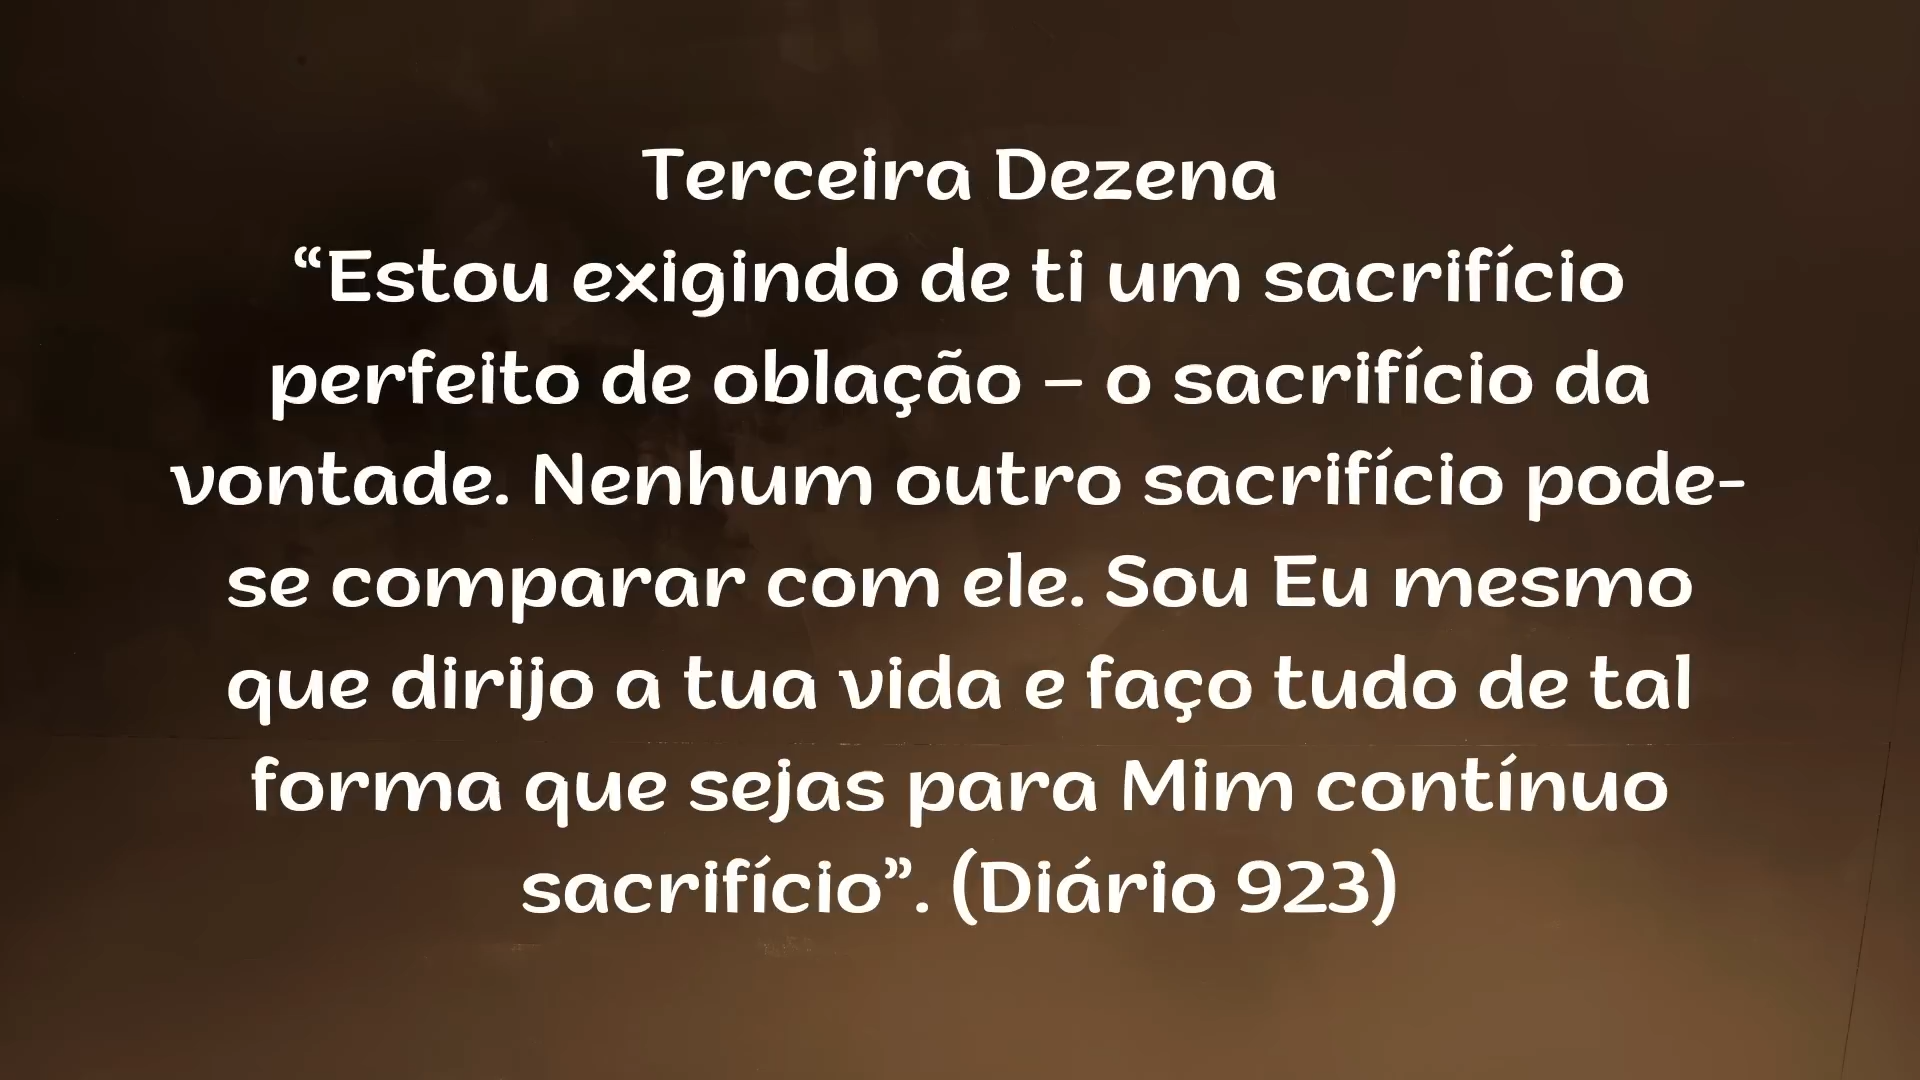 Terceira Dezena
“Estou exigindo de ti um sacrifício
perfeito de oblação – o sacrifício da
vontade. Nenhum outro sacrifício pode-
se comparar com ele. Sou Eu mesmo
que dirijo a tua vida e faço tudo de tal
forma que sejas para Mim contínuo
sacrifício”. (Diário 923)